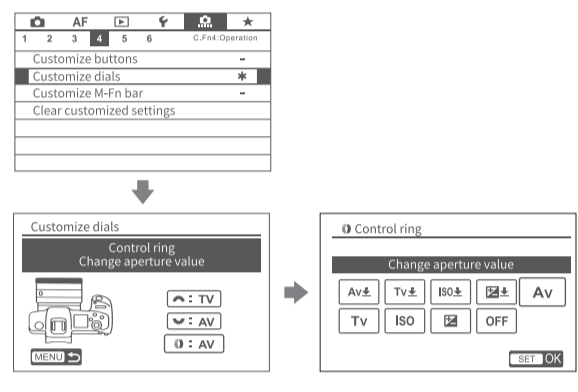 AF
1 2 3 4 5 6 C.Fn4:Operation
Customize buttons -
Customize dials *
Customize M-Fn bar -
Clear customized settings
Customize dials
Control ring
Change aperture value
: TV
: AV
: AV
MENU
Control ring
Change aperture value
Av Tv ISO Av
Tv ISO OFF
SET OK